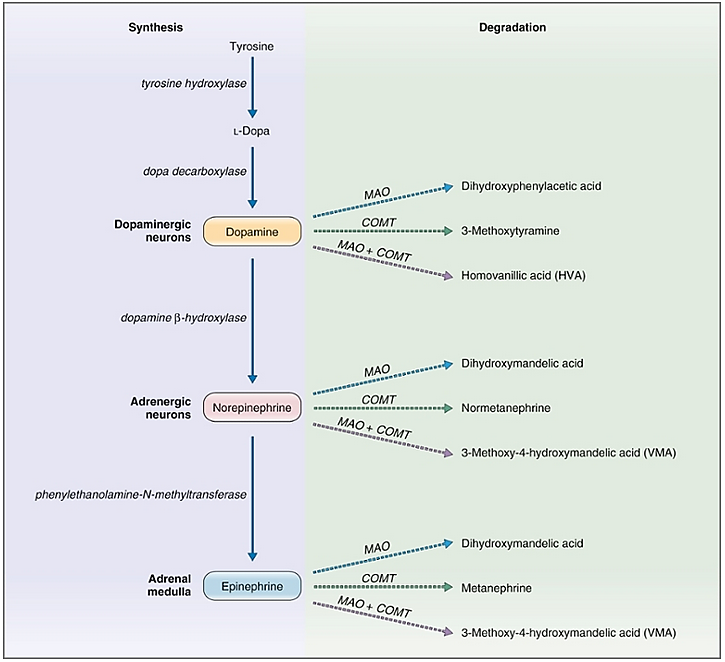 Synthesis
Degradation
Tyrosine
tyrosine hydroxylase
L-Dopa
dopa decarboxylase
MAO
Dihydroxyphenylacetic acid
Dopaminergic
neurons
Dopamine
COMT
3-Methoxytyramine
MAO + COMT
Homovanillic acid (HVA)
dopamine β-hydroxylase
MAO
Dihydroxymandelic acid
Adrenergic
neurons
Norepinephrine
COMT
Normetanephrine
MAO + COMT
3-Methoxy-4-hydroxymandelic acid (VMA)
phenylethanolamine-N-methyltransferase
MAO
Dihydroxymandelic acid
Adrenal
medulla
Epinephrine
COMT
Metanephrine
MAO + COMT
3-Methoxy-4-hydroxymandelic acid (VMA)